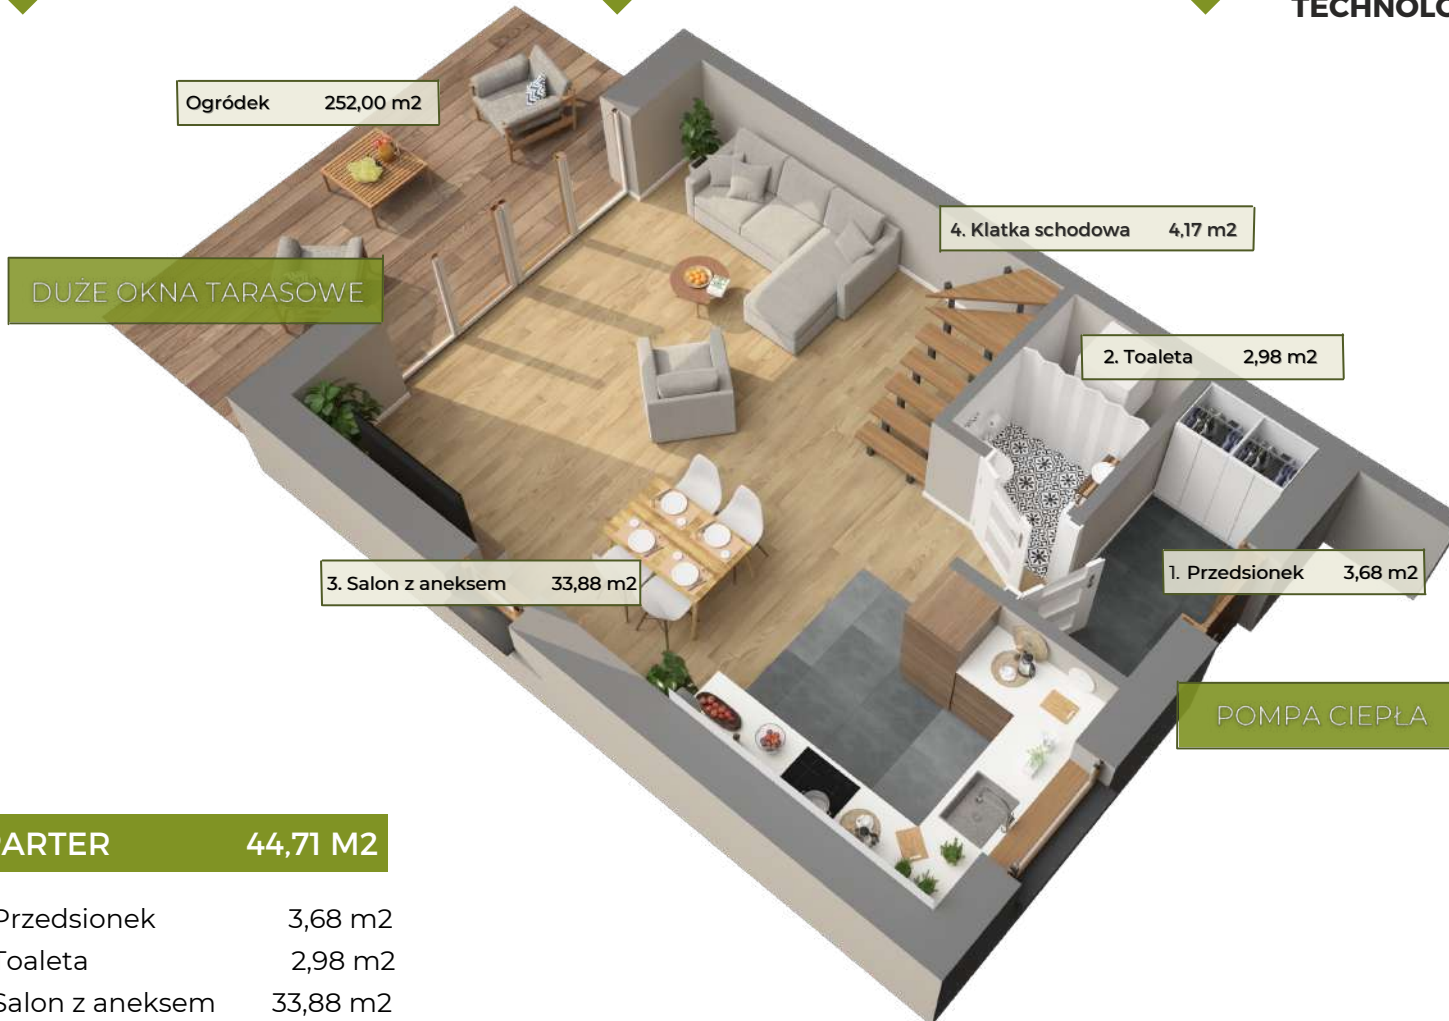 Ogródek 252,00 m2
4. Klatka schodowa 4,17 m2
DUŻE OKNA TARASOWE
2. Toaleta 2,98 m2
3. Salon z aneksem 33,88 m2
1. Przedsionek 3,68 m2
POMPA CIEPŁA
44,71 M2
Przedsionek 3,68 m2
Toaleta 2,98 m2
Salon z aneksem 33,88 m2